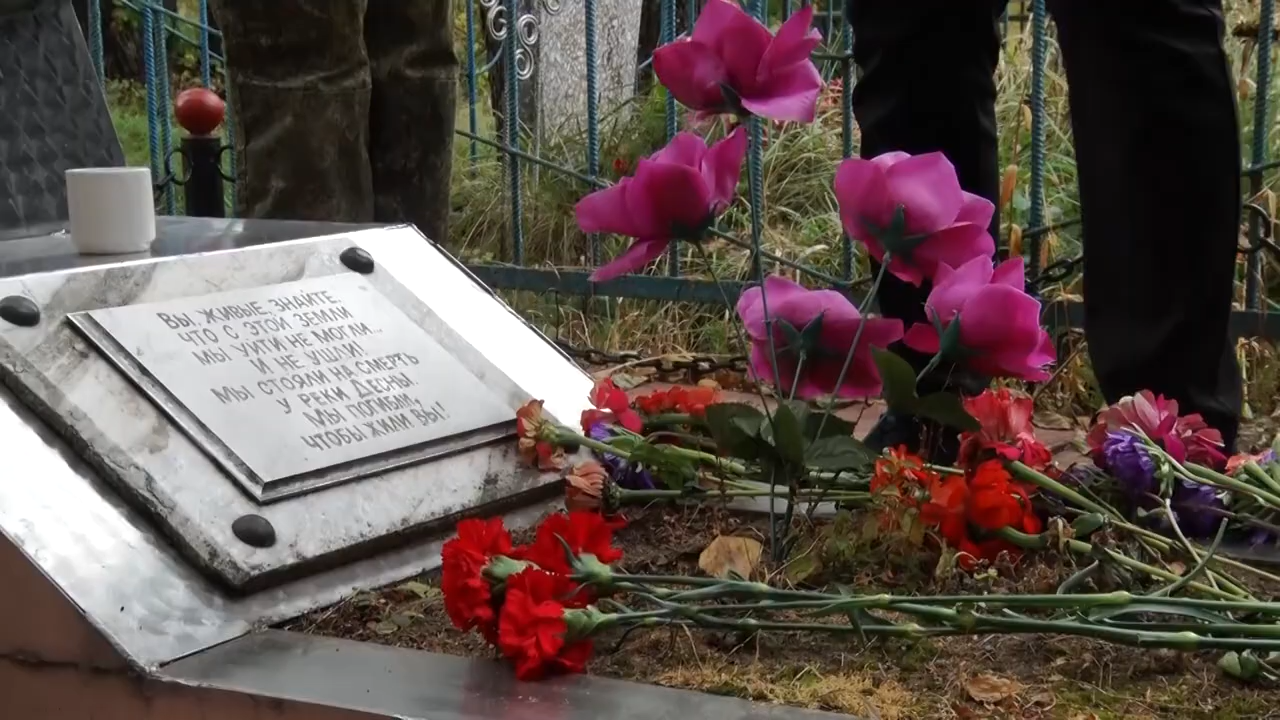 ВЫ, ЖИВЫЕ, ЗНАЙТЕ,
ЧТО С ЭТОЙ ЗЕМЛИ
МЫ УЙТИ НЕ МОГЛИ...
И НЕ УШЛИ!
МЫ СТОЯЛИ НА СМЕРТЬ
У РЕКИ ДЕСНЫ.
МЫ ПОГИБЛИ,
ЧТОБЫ ЖИЛИ ВЫ!